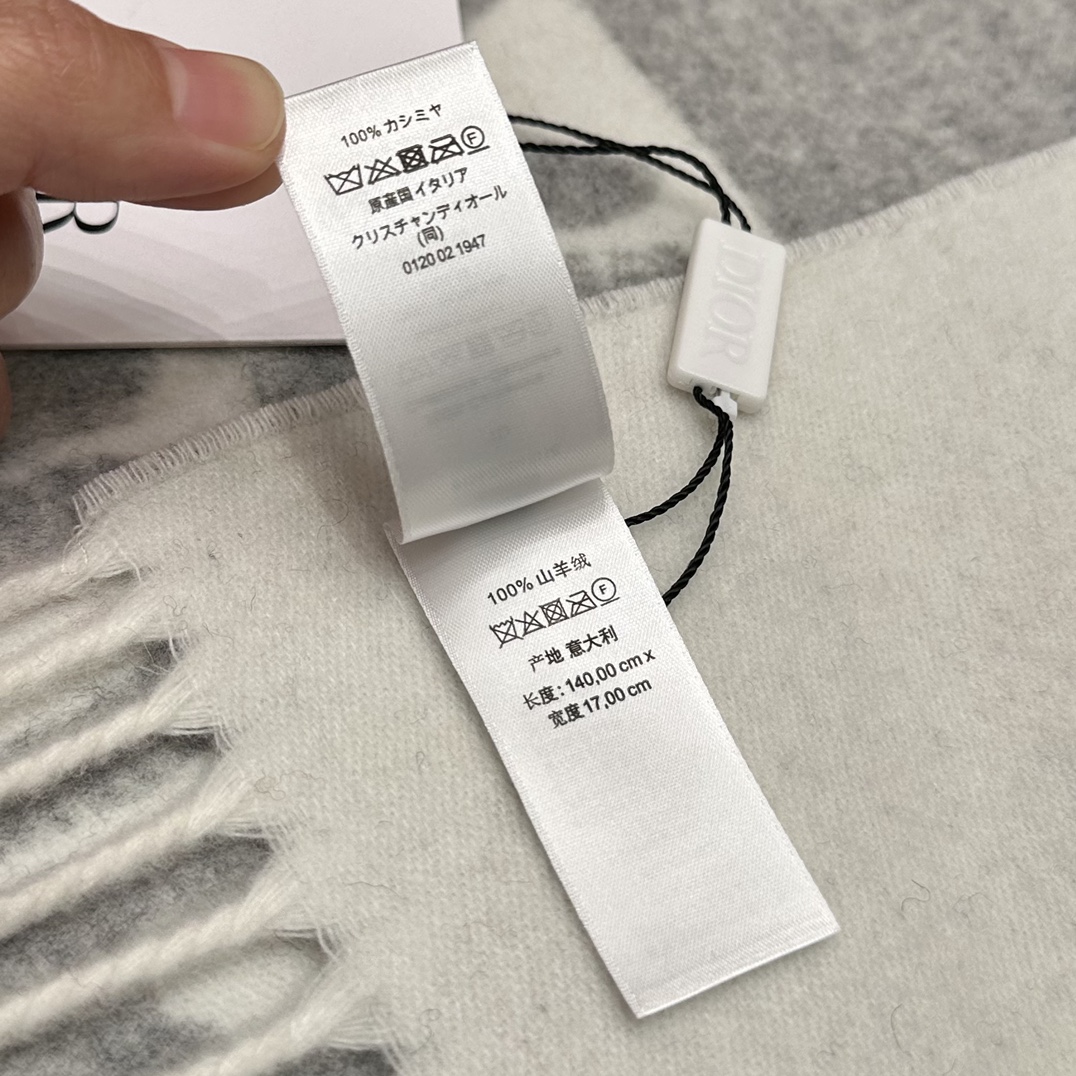 100% カシミヤ
F
原産国 イタリア
クリスチャンディオール
(同)
0120 02 1947
DIOR
100% 山羊绒
F
产地 意大利
长度: 140,00 cm x
宽度 17,00 cm